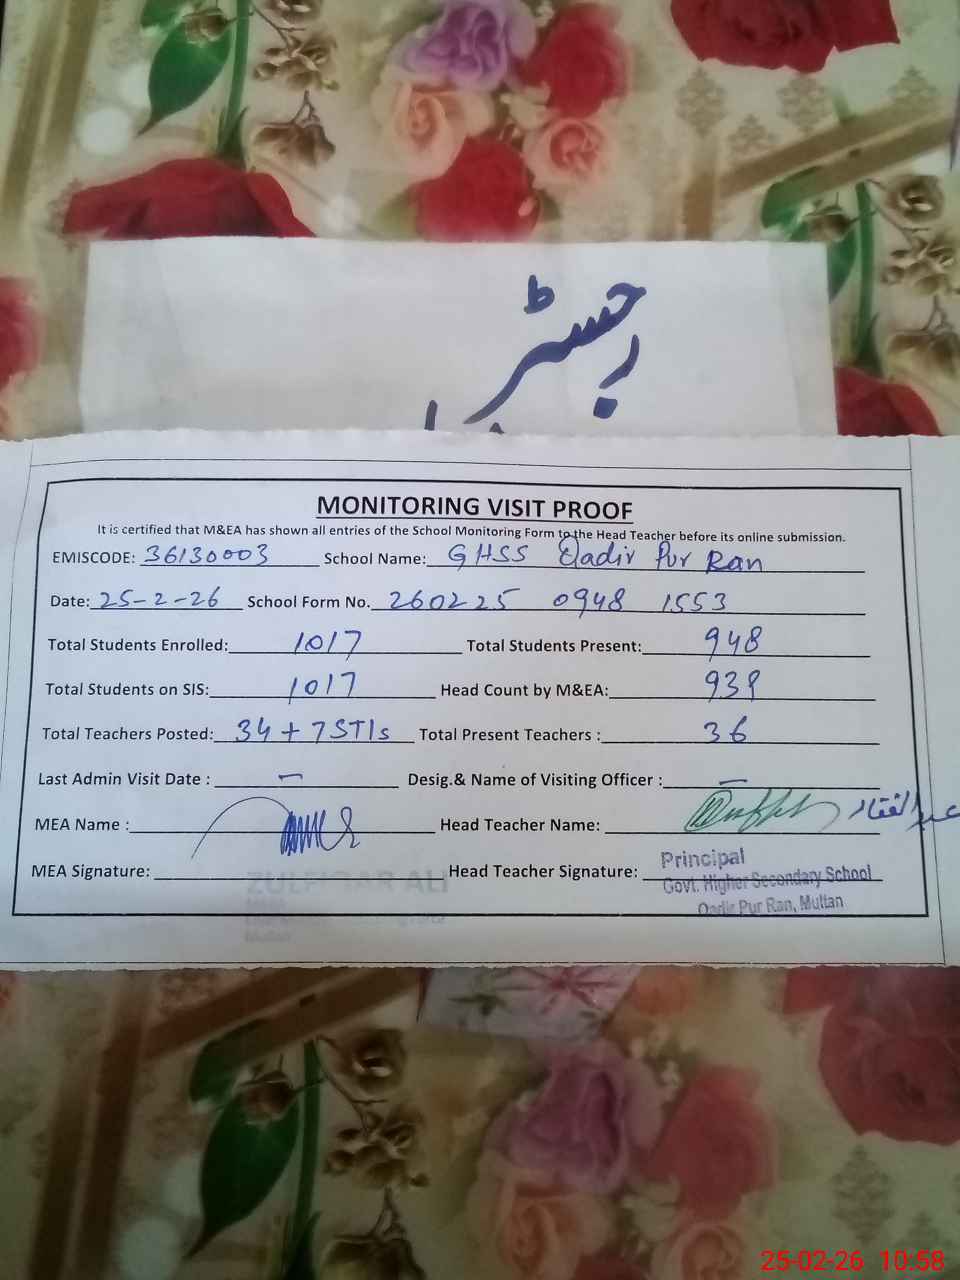 رجسٹر
MONITORING VISIT PROOF
It is certified that M&EA has shown all entries of the School Monitoring Form to the Head Teacher before its online submission.
EMISCODE: 36130003 School Name: GHSS Qadir Pur Ran
Date: 25-2-26 School Form No. 260225 0948 1553
Total Students Enrolled: 1017 Total Students Present: 948
Total Students on SIS: 1017 Head Count by M&EA: 939
Total Teachers Posted: 34 + 7 STIs Total Present Teachers : 36
Last Admin Visit Date : - Desig.& Name of Visiting Officer : -
MEA Name : Head Teacher Name:
MEA Signature: ZULFIQAR ALI Head Teacher Signature: Principal
Govt. Higher Secondary School
Qadir Pur Ran, Multan
25-02-26 10:58